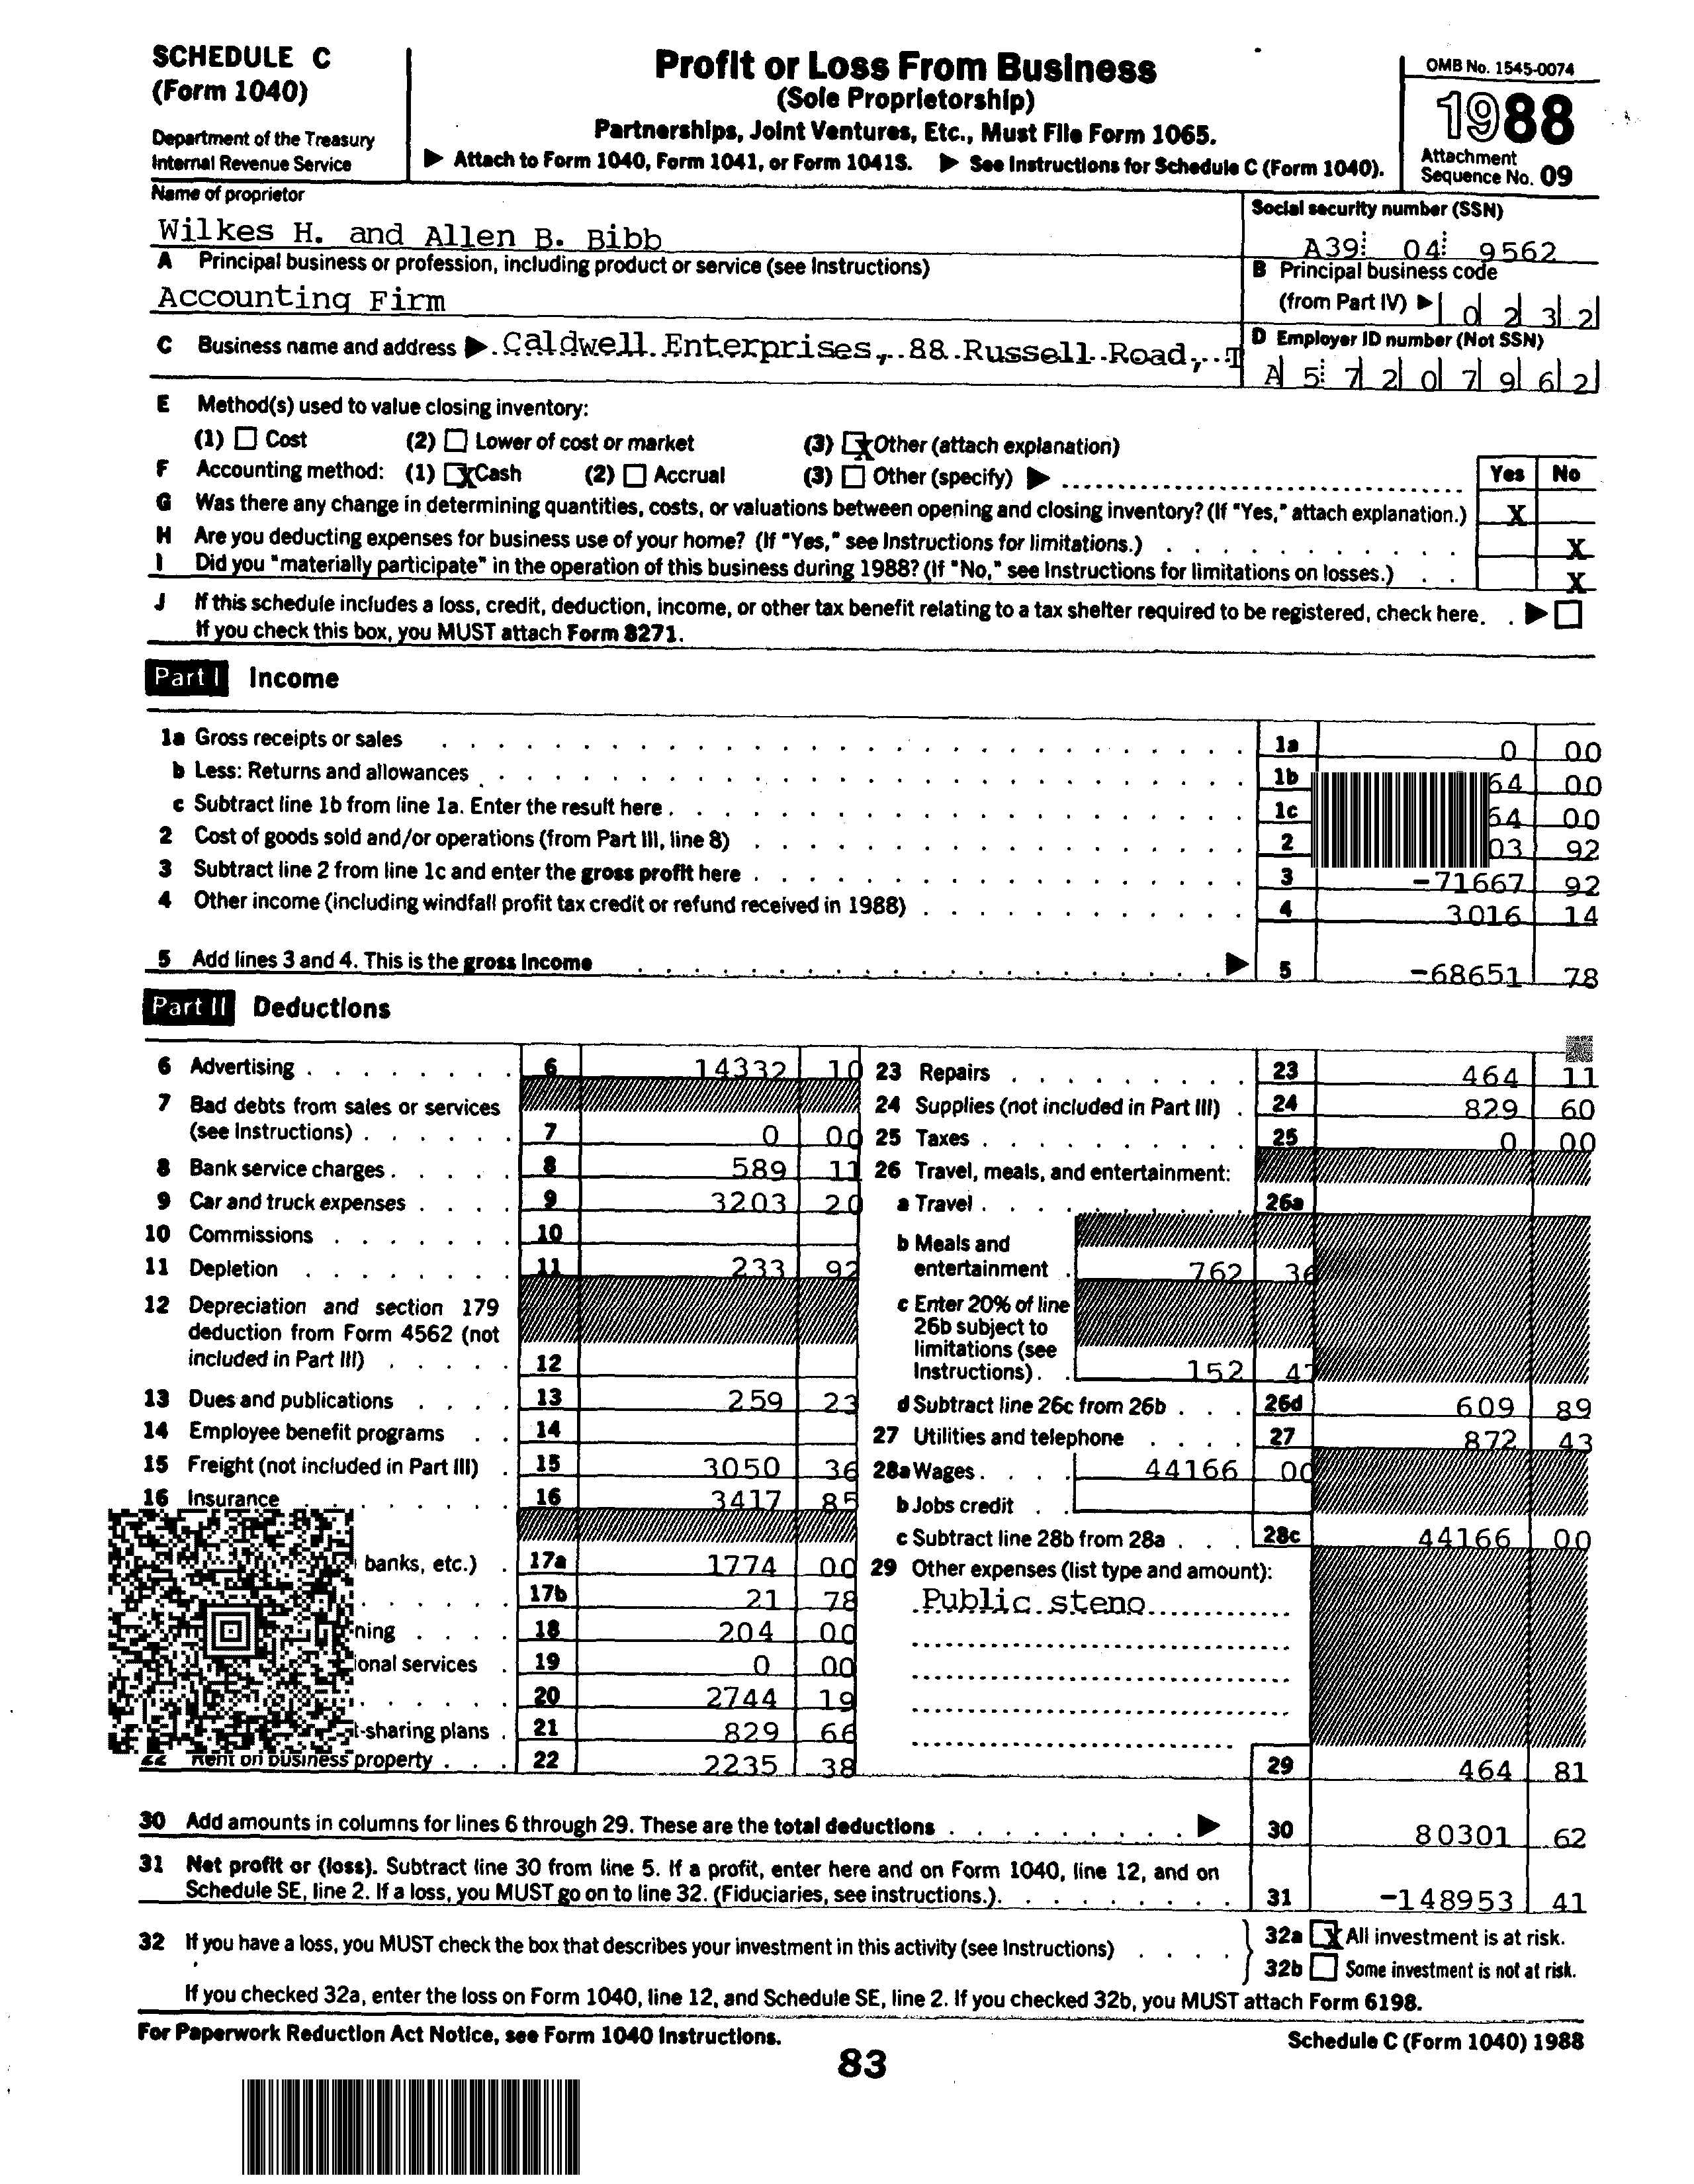 SCHEDULE C
(Form 1040)
Department of the Treasury
Internal Revenue Service
Profit or Loss From Business
(Sole Proprietorship)
Partnerships, Joint Ventures, Etc., Must File Form 1065.
▶ Attach to Form 1040, Form 1041, or Form 1041S. ▶ See Instructions for Schedule C (Form 1040).
OMB No. 1545-0074
1988
Attachment
Sequence No. 09
Name of proprietor
Wilkes H. and Allen B. Bibb
Social security number (SSN)
A39 04 9562
A Principal business or profession, including product or service (see Instructions)
Accounting Firm
B Principal business code
(from Part IV) ▶ 0 2 3 2
C Business name and address ▶ Caldwell Enterprises, 88 Russell Road, T
D Employer ID number (Not SSN)
A 5 7 2 0 7 9 6 2
E Method(s) used to value closing inventory:
(1) ☐ Cost (2) ☐ Lower of cost or market (3) ☒ Other (attach explanation)
F Accounting method: (1) ☒ Cash (2) ☐ Accrual (3) ☐ Other (specify) ▶
Yes No
G Was there any change in determining quantities, costs, or valuations between opening and closing inventory? (If "Yes," attach explanation.) X
H Are you deducting expenses for business use of your home? (If "Yes," see Instructions for limitations.) X
I Did you "materially participate" in the operation of this business during 1988? (If "No," see Instructions for limitations on losses.) X
J If this schedule includes a loss, credit, deduction, income, or other tax benefit relating to a tax shelter required to be registered, check here. ▶ ☐
If you check this box, you MUST attach Form 8271.
Part I Income
1a Gross receipts or sales 1a 0 00
b Less: Returns and allowances 1b 64 00
c Subtract line 1b from line 1a. Enter the result here 1c 64 00
2 Cost of goods sold and/or operations (from Part III, line 8) 2 03 92
3 Subtract line 2 from line 1c and enter the gross profit here 3 -71667 92
4 Other income (including windfall profit tax credit or refund received in 1988) 4 3016 14
5 Add lines 3 and 4. This is the gross income ▶ 5 -68651 78
Part II Deductions
6 Advertising 6 14332 10
7 Bad debts from sales or services
(see Instructions) 7 0 00
8 Bank service charges 8 589 11
9 Car and truck expenses 9 3203 20
10 Commissions 10
11 Depletion 11 233 92
12 Depreciation and section 179
deduction from Form 4562 (not
included in Part III) 12
13 Dues and publications 13 259 23
14 Employee benefit programs 14
15 Freight (not included in Part III) 15 3050 36
16 Insurance 16 3417 85
banks, etc.) 17a 1774 00
17b 21 78
ning 18 204 00
ional services 19 0 00
20 2744 19
t-sharing plans 21 829 66
22 Rent on business property 22 2235 38
23 Repairs 23 464 11
24 Supplies (not included in Part III) 24 829 60
25 Taxes 25 0 00
26 Travel, meals, and entertainment:
a Travel 26a
b Meals and
entertainment 762 36
c Enter 20% of line
26b subject to
limitations (see
Instructions) 152 47
d Subtract line 26c from 26b 26d 609 89
27 Utilities and telephone 27 872 43
28a Wages 44166 00
b Jobs credit
c Subtract line 28b from 28a 28c 44166 00
29 Other expenses (list type and amount):
Public steno
29 464 81
30 Add amounts in columns for lines 6 through 29. These are the total deductions ▶ 30 80301 62
31 Net profit or (loss). Subtract line 30 from line 5. If a profit, enter here and on Form 1040, line 12, and on
Schedule SE, line 2. If a loss, you MUST go on to line 32. (Fiduciaries, see instructions.) 31 -148953 41
32 If you have a loss, you MUST check the box that describes your investment in this activity (see Instructions)
32a ☒ All investment is at risk.
32b ☐ Some investment is not at risk.
If you checked 32a, enter the loss on Form 1040, line 12, and Schedule SE, line 2. If you checked 32b, you MUST attach Form 6198.
For Paperwork Reduction Act Notice, see Form 1040 Instructions.
Schedule C (Form 1040) 1988
83